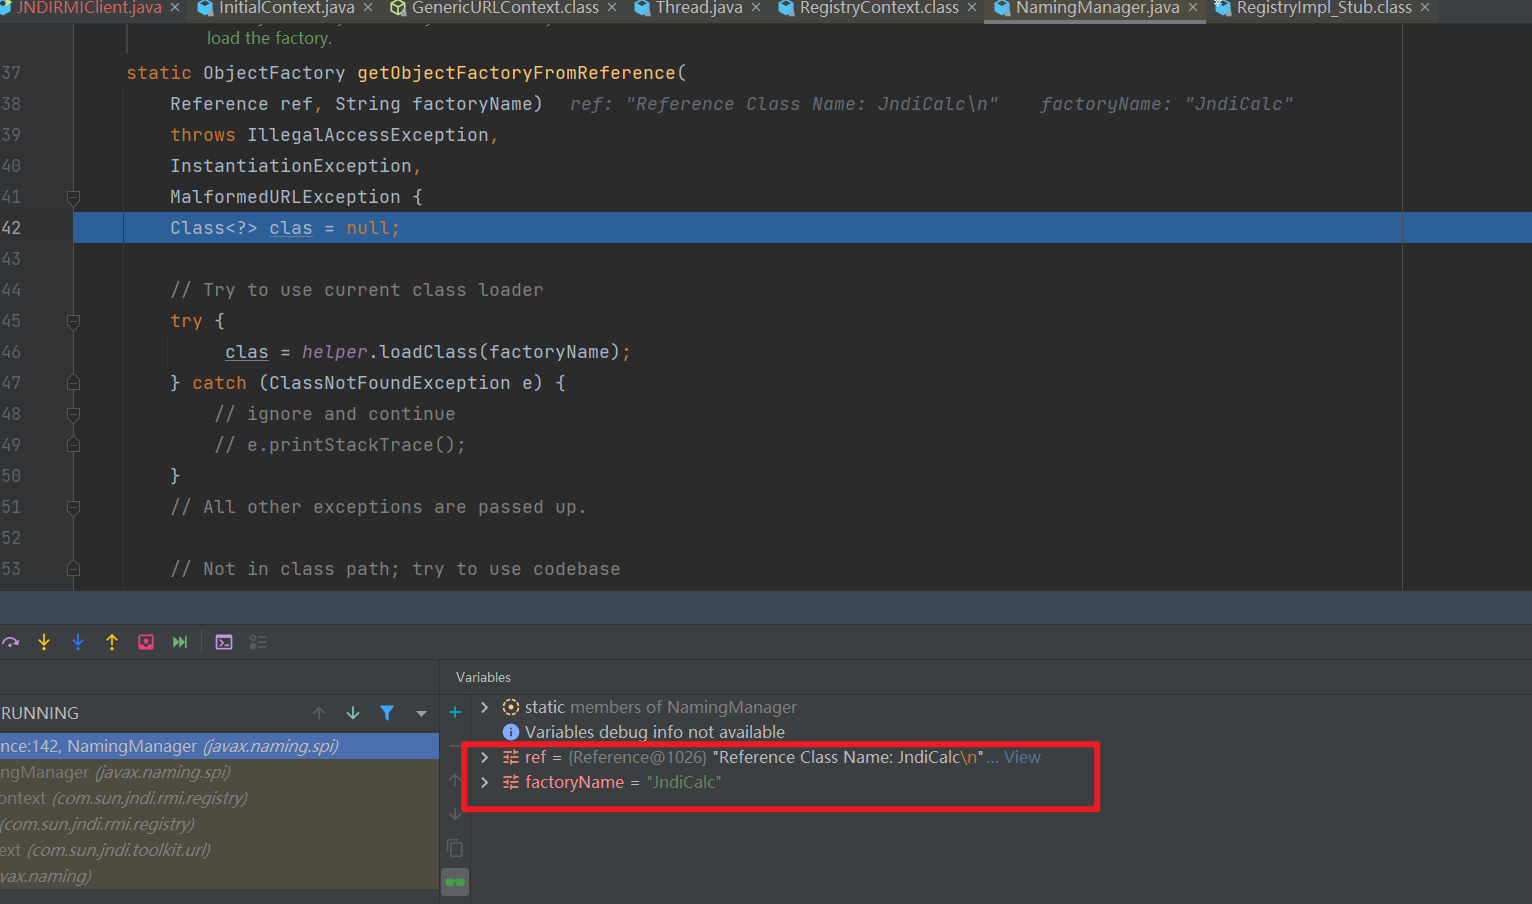 JNDIRMIClient.java × InitialContext.java × GenericURLContext.class × Thread.java × RegistryContext.class × NamingManager.java × RegistryImpl_Stub.class ×
load the factory.
37 static ObjectFactory getObjectFactoryFromReference(
38 Reference ref, String factoryName) ref: "Reference Class Name: JndiCalc\n" factoryName: "JndiCalc"
39 throws IllegalAccessException,
40 InstantiationException,
41 MalformedURLException {
42 Class<?> clas = null;
43
44 // Try to use current class loader
45 try {
46 clas = helper.loadClass(factoryName);
47 } catch (ClassNotFoundException e) {
48 // ignore and continue
49 // e.printStackTrace();
50 }
51 // All other exceptions are passed up.
52
53 // Not in class path; try to use codebase
Variables
RUNNING
nce:142, NamingManager (javax.naming.spi)
ngManager (javax.naming.spi)
ontext (com.sun.jndi.rmi.registry)
(com.sun.jndi.rmi.registry)
ext (com.sun.jndi.toolkit.url)
vax.naming)
static members of NamingManager
Variables debug info not available
ref = {Reference@1026} "Reference Class Name: JndiCalc\n"... View
factoryName = "JndiCalc"